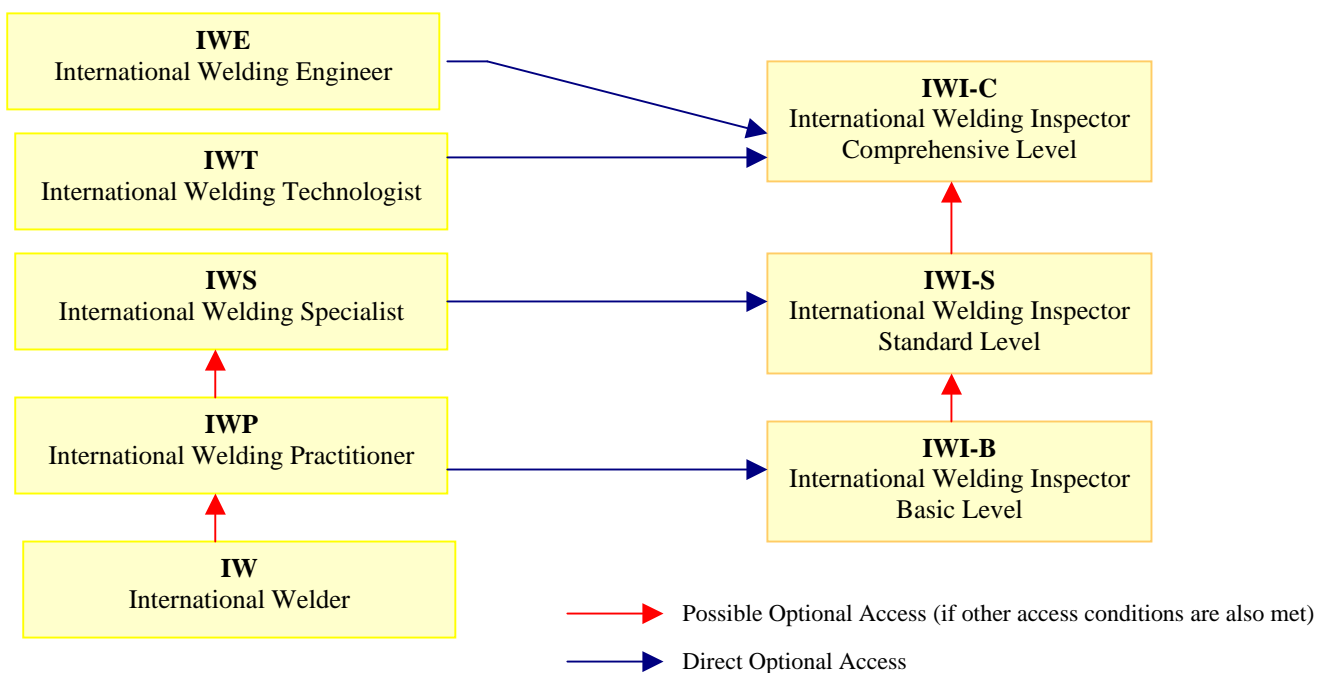 IWE
International Welding Engineer
IWT
International Welding Technologist
IWS
International Welding Specialist
IWP
International Welding Practitioner
IW
International Welder
IWI-C
International Welding Inspector
Comprehensive Level
IWI-S
International Welding Inspector
Standard Level
IWI-B
International Welding Inspector
Basic Level
Possible Optional Access (if other access conditions are also met)
Direct Optional Access